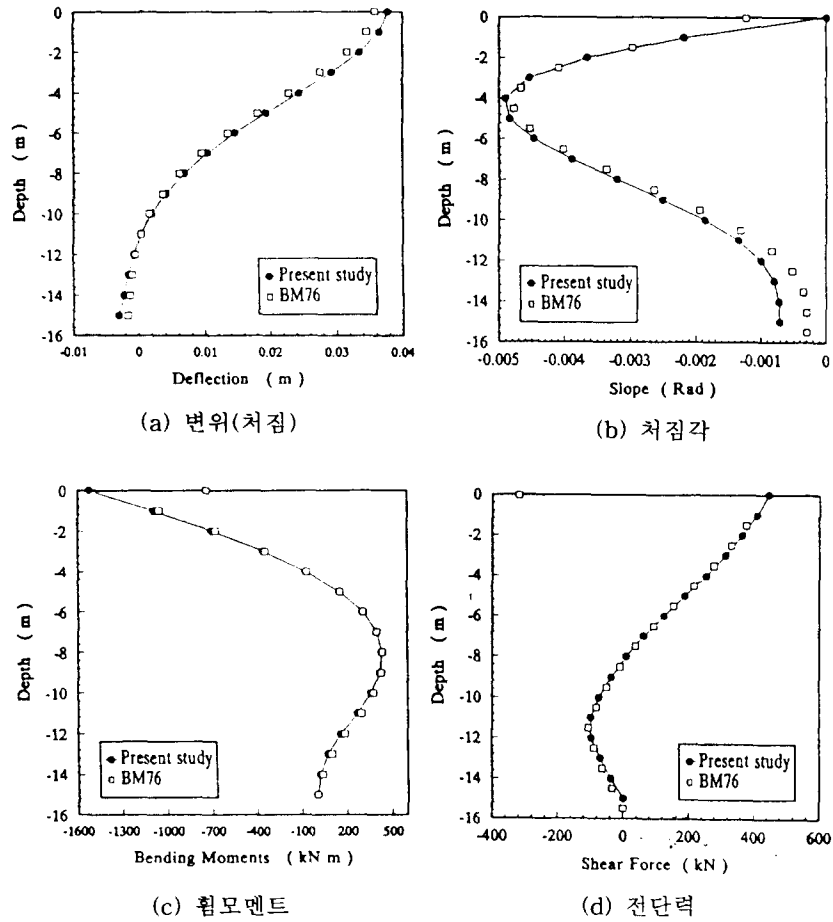 0
-2
-4
-6
-8
-10
-12
-14
-16
Depth ( m )
Present study
BM76
-0.01 0 0.01 0.02 0.03 0.04
Deflection ( m )
(a) 변위(처짐)
0
-2
-4
-6
-8
-10
-12
-14
-16
Depth ( m )
Present study
BM76
-0.005 -0.004 -0.003 -0.002 -0.001 0
Slope ( Rad )
(b) 처짐각
0
-2
-4
-6
-8
-10
-12
-14
-16
Depth ( m )
Present study
BM76
-1600 -1300 -1000 -700 -400 -100 200 500
Bending Moments ( kN m )
(c) 휨모멘트
0
-2
-4
-6
-8
-10
-12
-14
-16
Depth ( m )
Present study
BM76
-400 -200 0 200 400 600
Shear Force ( kN )
(d) 전단력